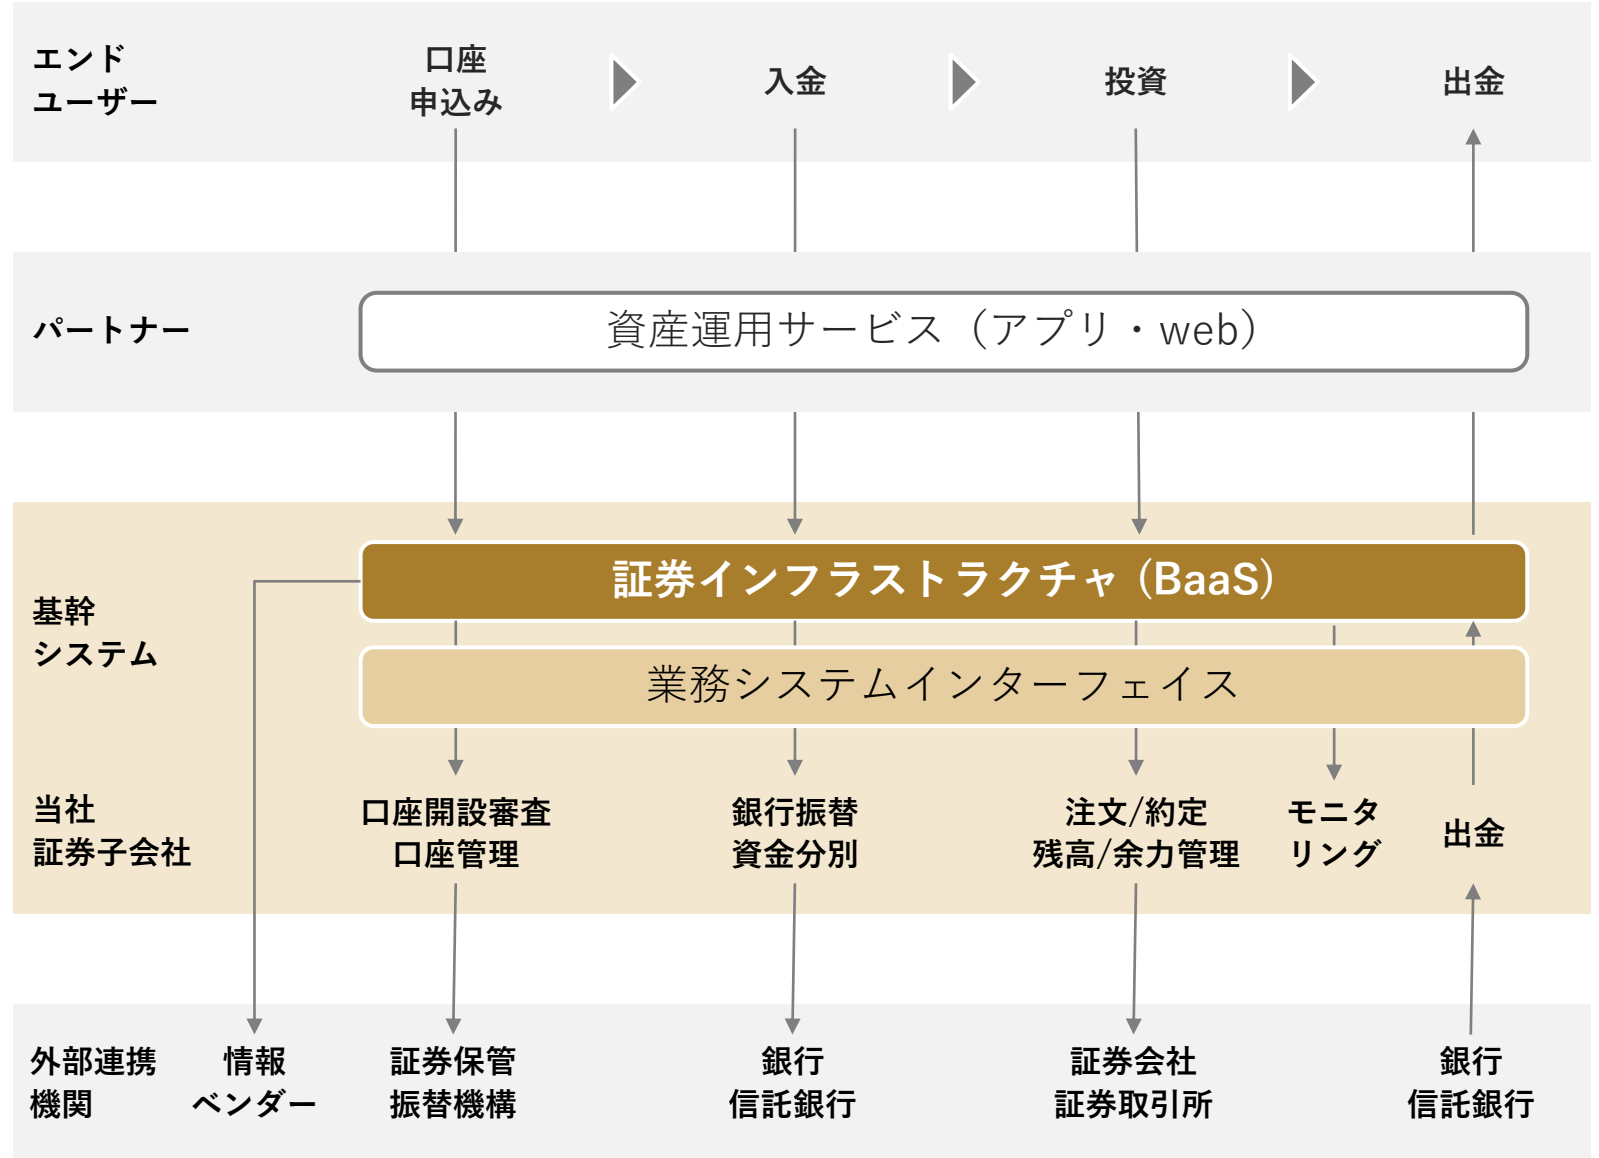 エンド
ユーザー
口座
申込み
入金
投資
出金
パートナー
資産運用サービス（アプリ・web）
基幹
システム
証券インフラストラクチャ (BaaS)
業務システムインターフェイス
当社
証券子会社
口座開設審査
口座管理
銀行振替
資金分別
注文/約定
残高/余力管理
モニタ
リング
出金
外部連携
機関
情報
ベンダー
証券保管
振替機構
銀行
信託銀行
証券会社
証券取引所
銀行
信託銀行